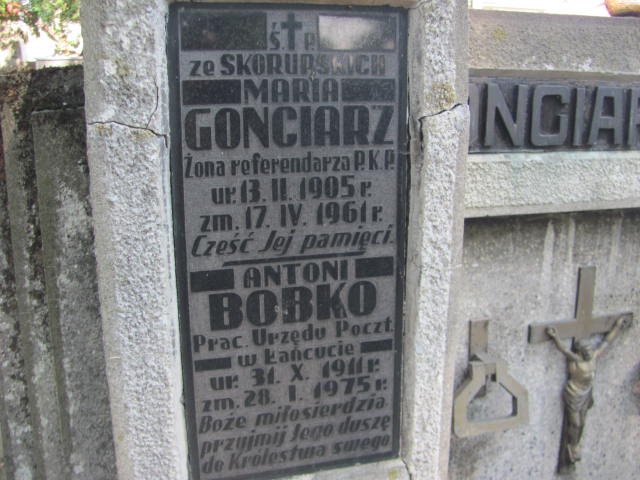 Ś. P.
ze SKORUPSKICH
MARIA
GONCIARZ
Żona referendarza P.K.P.
ur. 13. II. 1905 r.
zm. 17. IV. 1961 r.
Cześć Jej pamięci.
ANTONI
BOBKO
Prac. Urzędu Poczt.
w Łańcucie
ur. 31. X. 1911 r.
zm. 28. I. 1975 r.
Boże miłosierdzia
przyjmij Jego duszę
do Królestwa swego
NCIAR